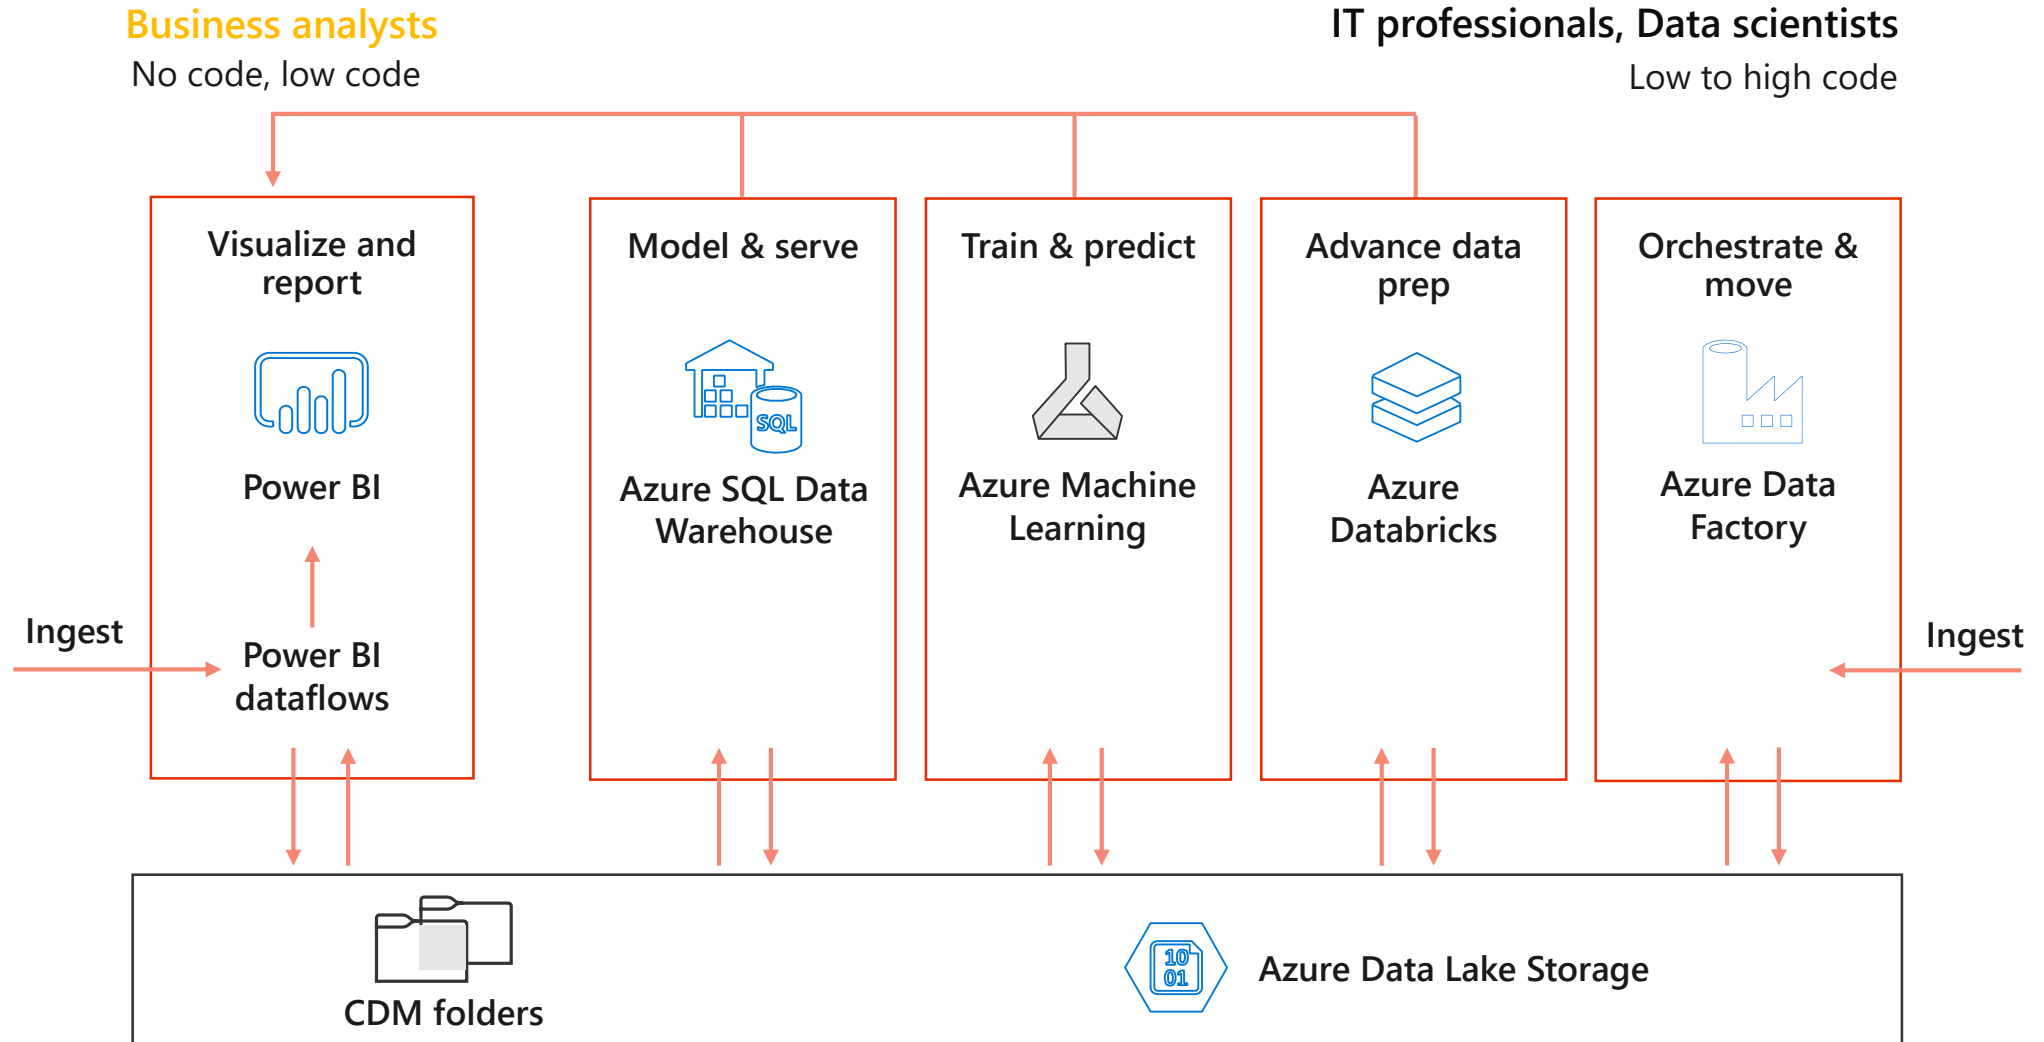 Business analysts
No code, low code
IT professionals, Data scientists
Low to high code
Visualize and
report
Power BI
Power BI
dataflows
Ingest
Model & serve
SQL
Azure SQL Data
Warehouse
Train & predict
Azure Machine
Learning
Advance data
prep
Azure
Databricks
Orchestrate &
move
Azure Data
Factory
Ingest
CDM folders
10
01
Azure Data Lake Storage